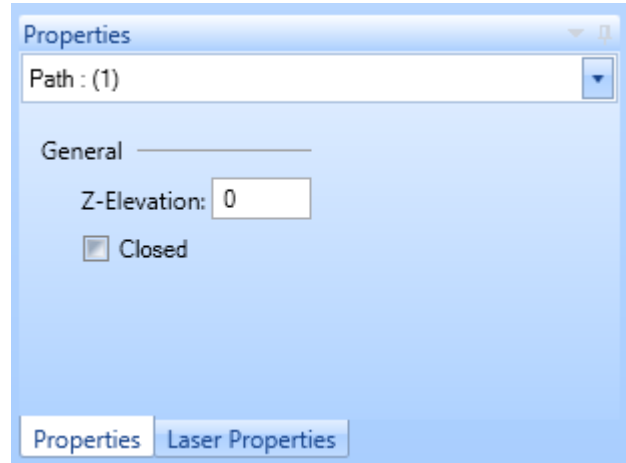 Properties
Path : (1)
General
Z-Elevation: 0
Closed
Properties Laser Properties